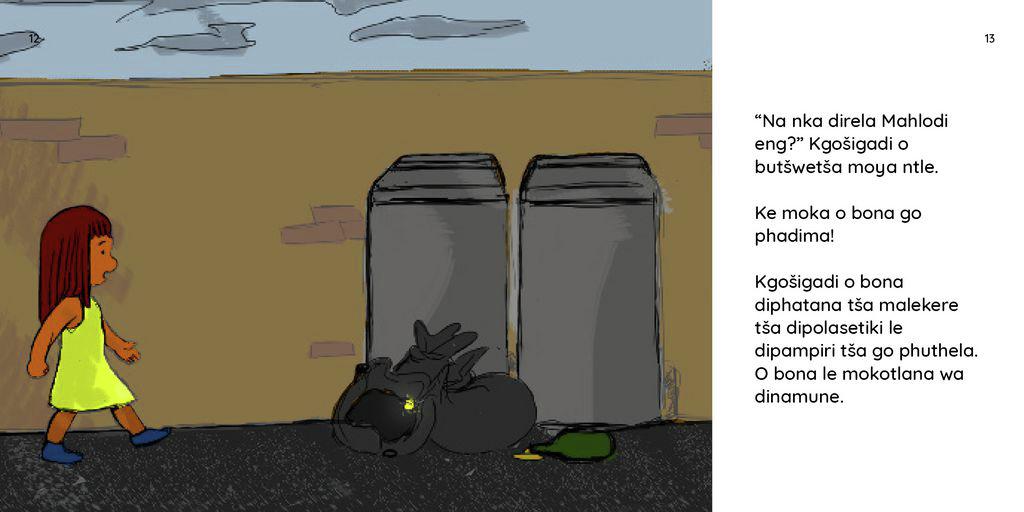 12
13
“Na nka direla Mahlodi
eng?” Kgošigadi o
butšwetša moya ntle.
Ke moka o bona go
phadima!
Kgošigadi o bona
diphatana tša malekere
tša dipolasetiki le
dipampiri tša go phuthela.
O bona le mokotlana wa
dinamune.